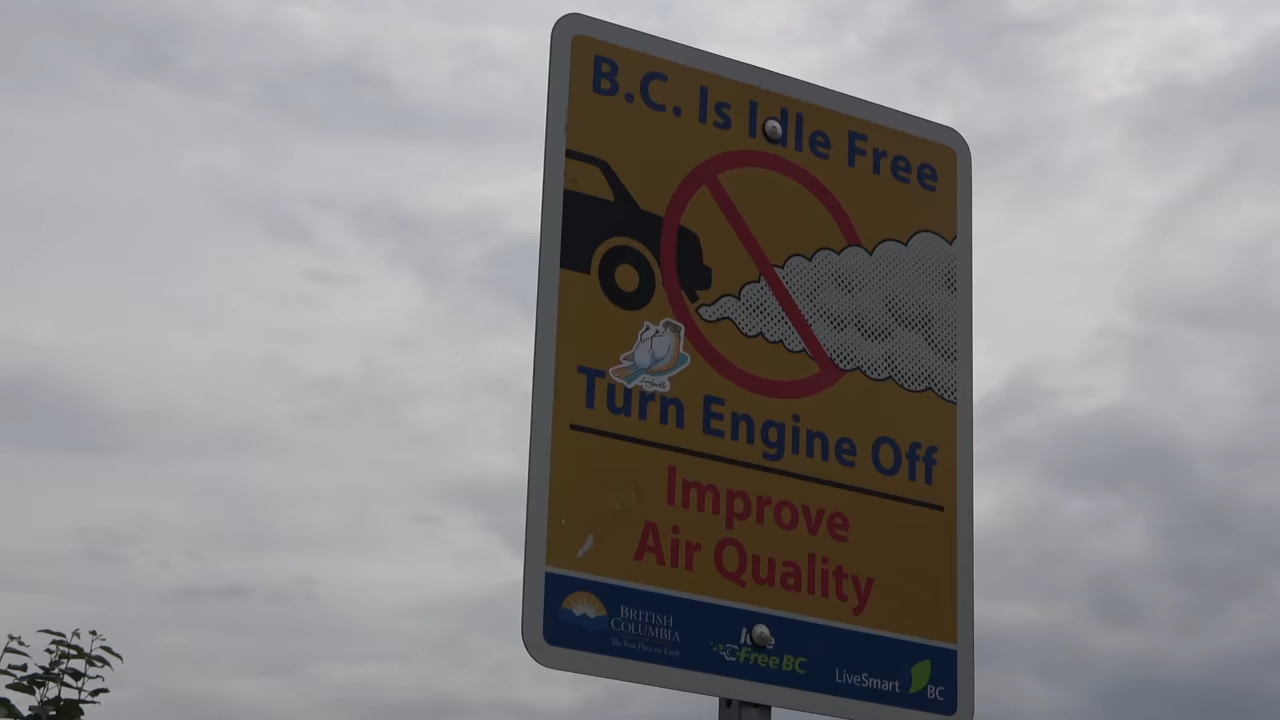 B.C. Is Idle Free
Turn Engine Off
Improve
Air Quality
BRITISH
COLUMBIA
The Best Place on Earth
Idle
Free BC
LiveSmart BC